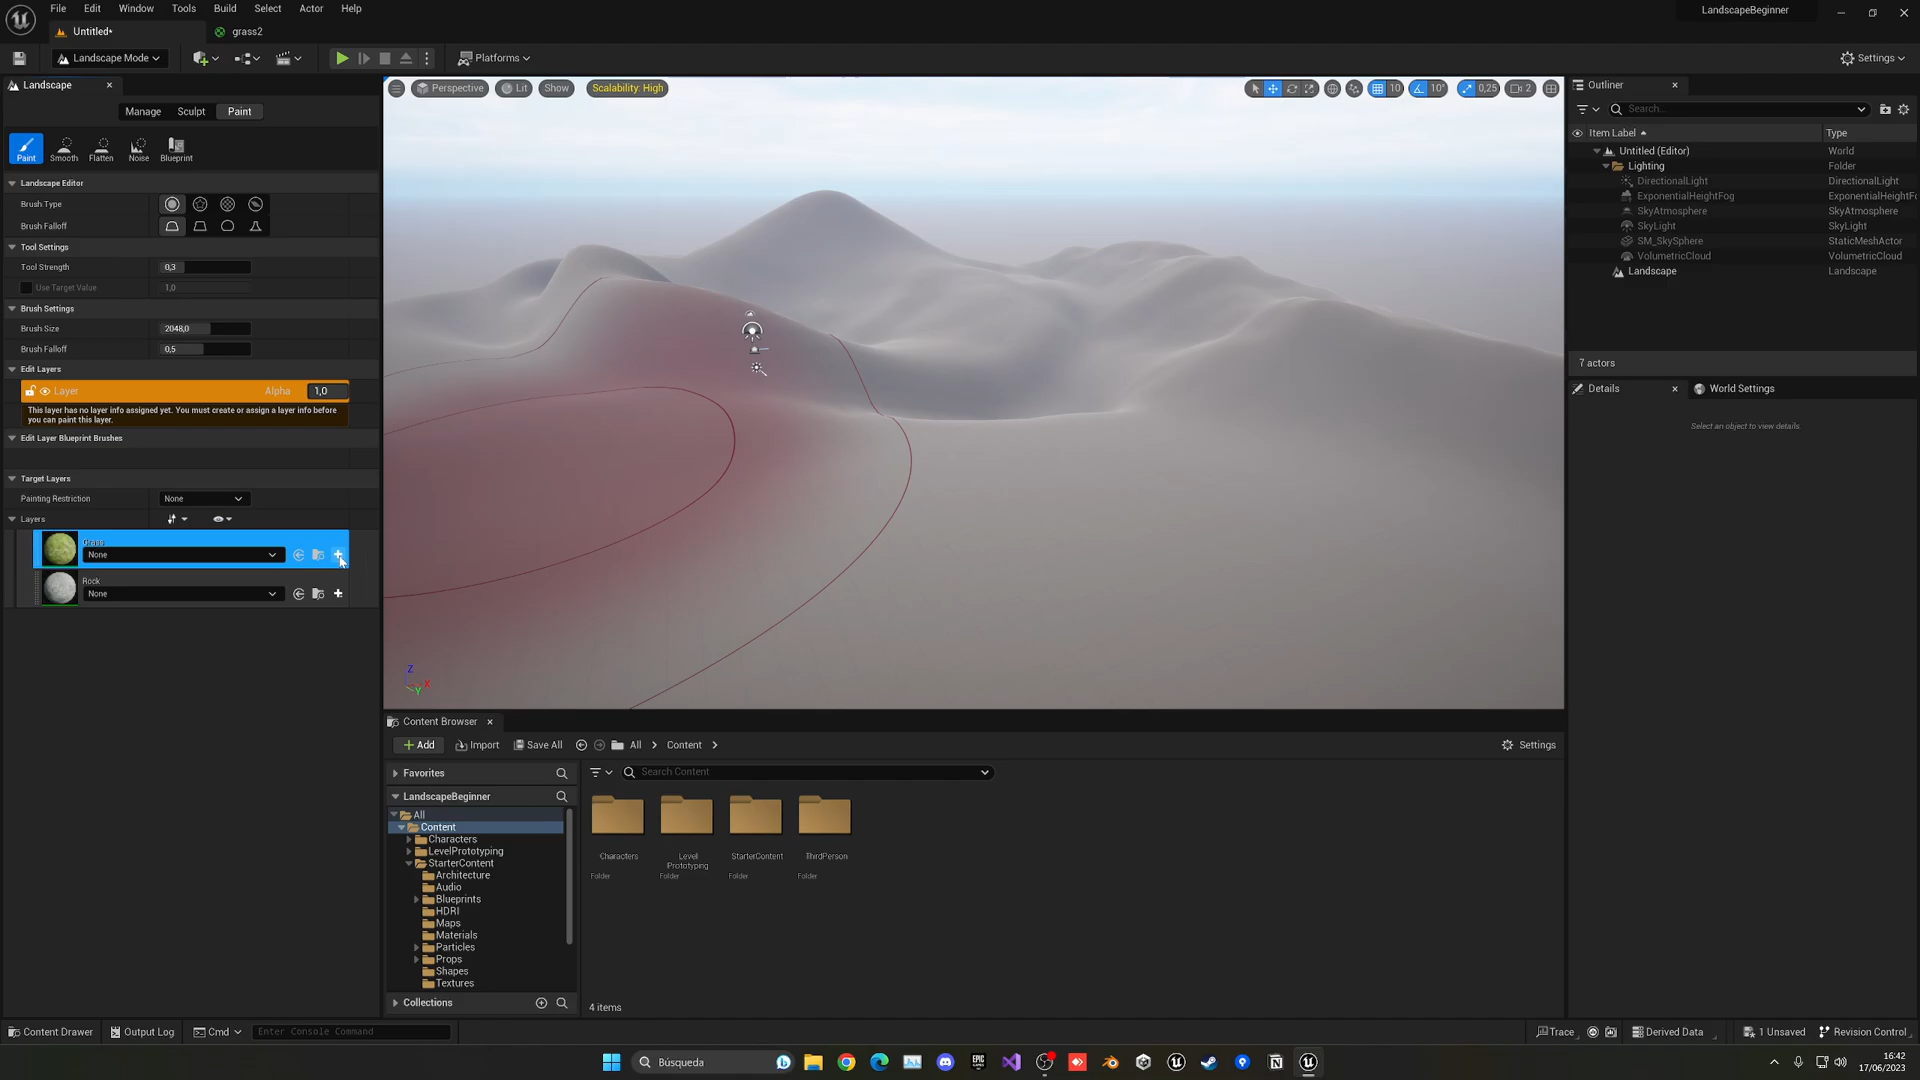 File Edit Window Tools Build Select Actor Help LandscapeBeginner
Untitled* grass2
Landscape Mode Platforms Settings
Landscape
Manage Sculpt Paint
Paint Smooth Flatten Noise Blueprint
Landscape Editor
Brush Type
Brush Falloff
Tool Settings
Tool Strength 0,3
Use Target Value 1,0
Brush Settings
Brush Size 2048,0
Brush Falloff 0,5
Edit Layers
Layer Alpha 1,0
This layer has no layer info assigned yet. You must create or assign a layer info before
you can paint this layer.
Edit Layer Blueprint Brushes
Target Layers
Painting Restriction None
Layers
Grass
None
Rock
None
Perspective Lit Show Scalability: High 10 10° 0,25 2
Z
X
Y
Outliner
Search...
Item Label Type
Untitled (Editor) World
Lighting Folder
DirectionalLight DirectionalLight
ExponentialHeightFog ExponentialHeightFo
SkyAtmosphere SkyAtmosphere
SkyLight SkyLight
SM_SkySphere StaticMeshActor
VolumetricCloud VolumetricCloud
Landscape Landscape
7 actors
Details World Settings
Select an object to view details.
Content Browser
Add Import Save All All Content Settings
Favorites
Search Content
LandscapeBeginner
All
Content
Characters
LevelPrototyping
StarterContent
Architecture
Audio
Blueprints
HDRI
Maps
Materials
Particles
Props
Shapes
Textures
Collections
Characters
Folder
Level
Prototyping
Folder
StarterContent
Folder
ThirdPerson
Folder
4 items
Content Drawer Output Log Cmd Enter Console Command Trace Derived Data 1 Unsaved Revision Control
Búsqueda
16:42
17/06/2023